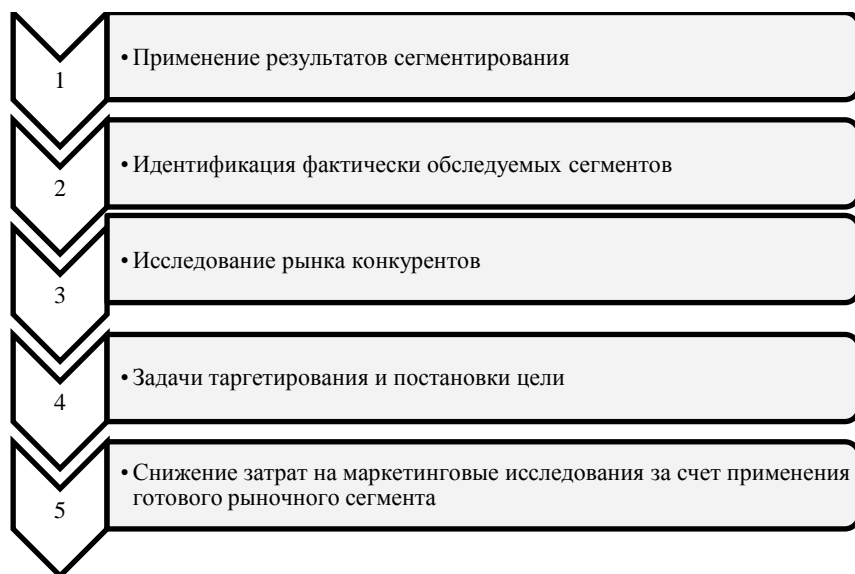 1
• Применение результатов сегментирования
2
• Идентификация фактически обследуемых сегментов
3
• Исследование рынка конкурентов
4
• Задачи таргетирования и постановки цели
5
• Снижение затрат на маркетинговые исследования за счет применения
готового рыночного сегмента